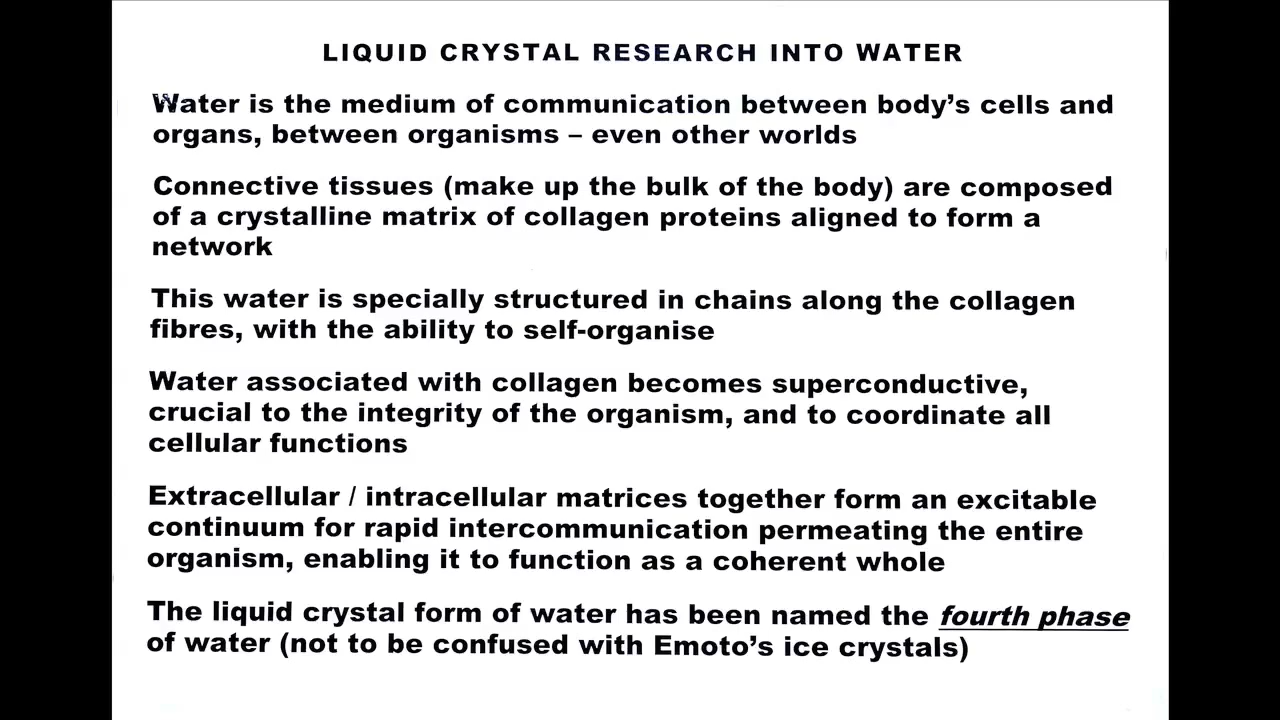 LIQUID CRYSTAL RESEARCH INTO WATER
Water is the medium of communication between body's cells and
organs, between organisms – even other worlds
Connective tissues (make up the bulk of the body) are composed
of a crystalline matrix of collagen proteins aligned to form a
network
This water is specially structured in chains along the collagen
fibres, with the ability to self-organise
Water associated with collagen becomes superconductive,
crucial to the integrity of the organism, and to coordinate all
cellular functions
Extracellular / intracellular matrices together form an excitable
continuum for rapid intercommunication permeating the entire
organism, enabling it to function as a coherent whole
The liquid crystal form of water has been named the fourth phase
of water (not to be confused with Emoto's ice crystals)